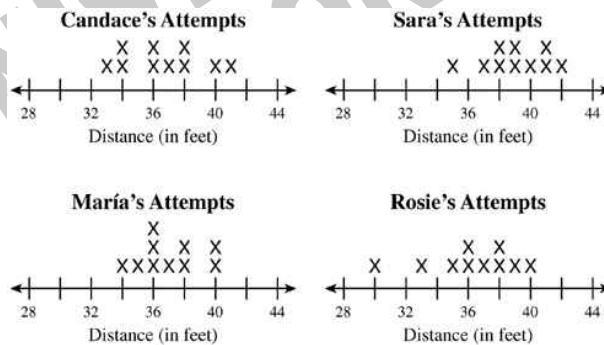 Candace's Attempts
28 32 36 40 44
Distance (in feet)
Sara's Attempts
28 32 36 40 44
Distance (in feet)
María's Attempts
28 32 36 40 44
Distance (in feet)
Rosie's Attempts
28 32 36 40 44
Distance (in feet)